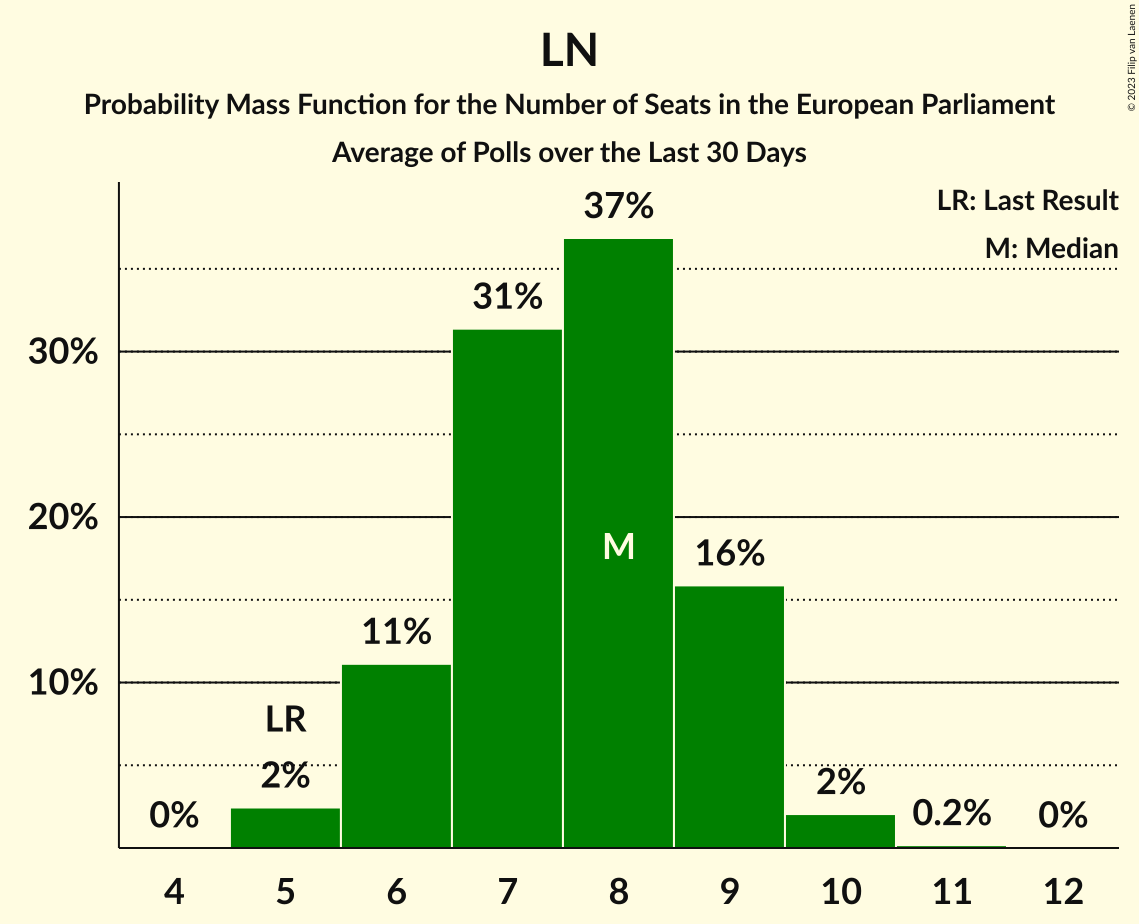 LN
Probability Mass Function for the Number of Seats in the European Parliament
Average of Polls over the Last 30 Days
© 2023 Filip van Laenen
LR: Last Result
M: Median
37%
31%
30%
20%
M
16%
11%
10%
LR
2%
2%
0%
0.2%
0%
4 5 6 7 8 9 10 11 12